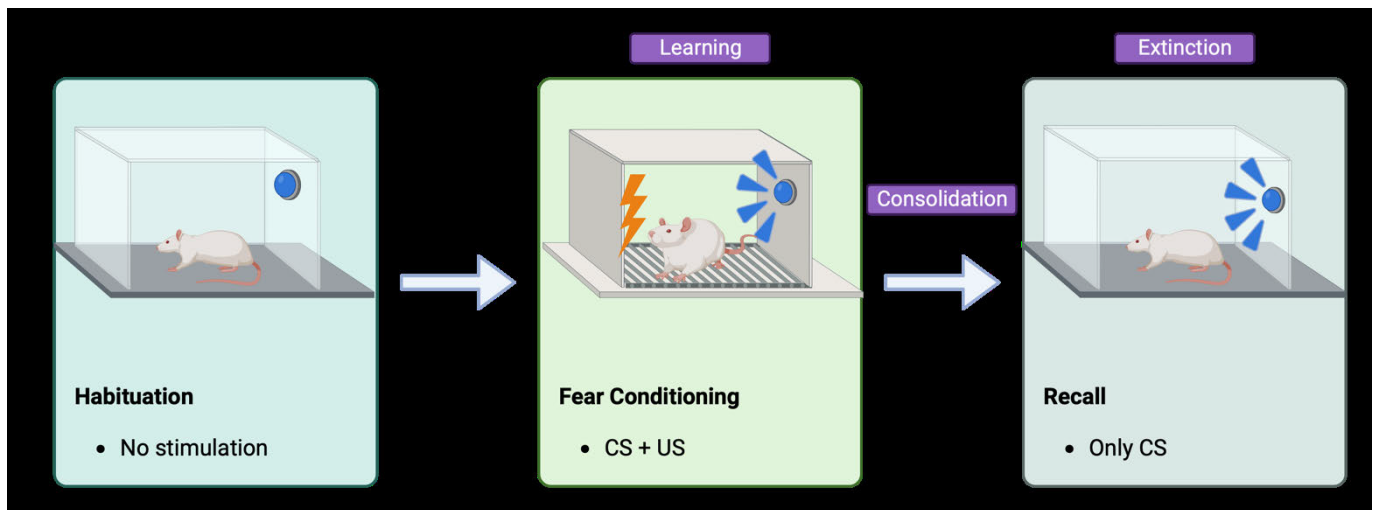 Learning
Extinction
Consolidation
Habituation
• No stimulation
Fear Conditioning
• CS + US
Recall
• Only CS